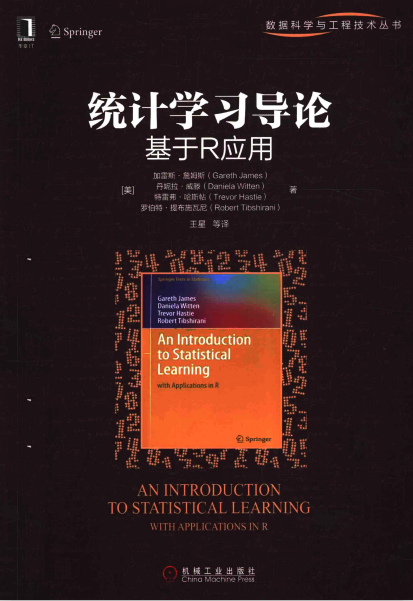 数据科学与工程技术丛书
Springer
统计学习导论
基于R应用
加雷斯·詹姆斯（Gareth James）
[美] 丹妮拉·威滕（Daniela Witten） 著
特雷弗·哈斯帖（Trevor Hastie）
罗伯特·提布施瓦尼（Robert Tibshirani）
王星 等译
Springer Texts in Statistics
Gareth James
Daniela Witten
Trevor Hastie
Robert Tibshirani
An Introduction
to Statistical
Learning
with Applications in R
Springer
AN INTRODUCTION
TO STATISTICAL LEARNING
WITH APPLICATIONS IN R
机械工业出版社
China Machine Press